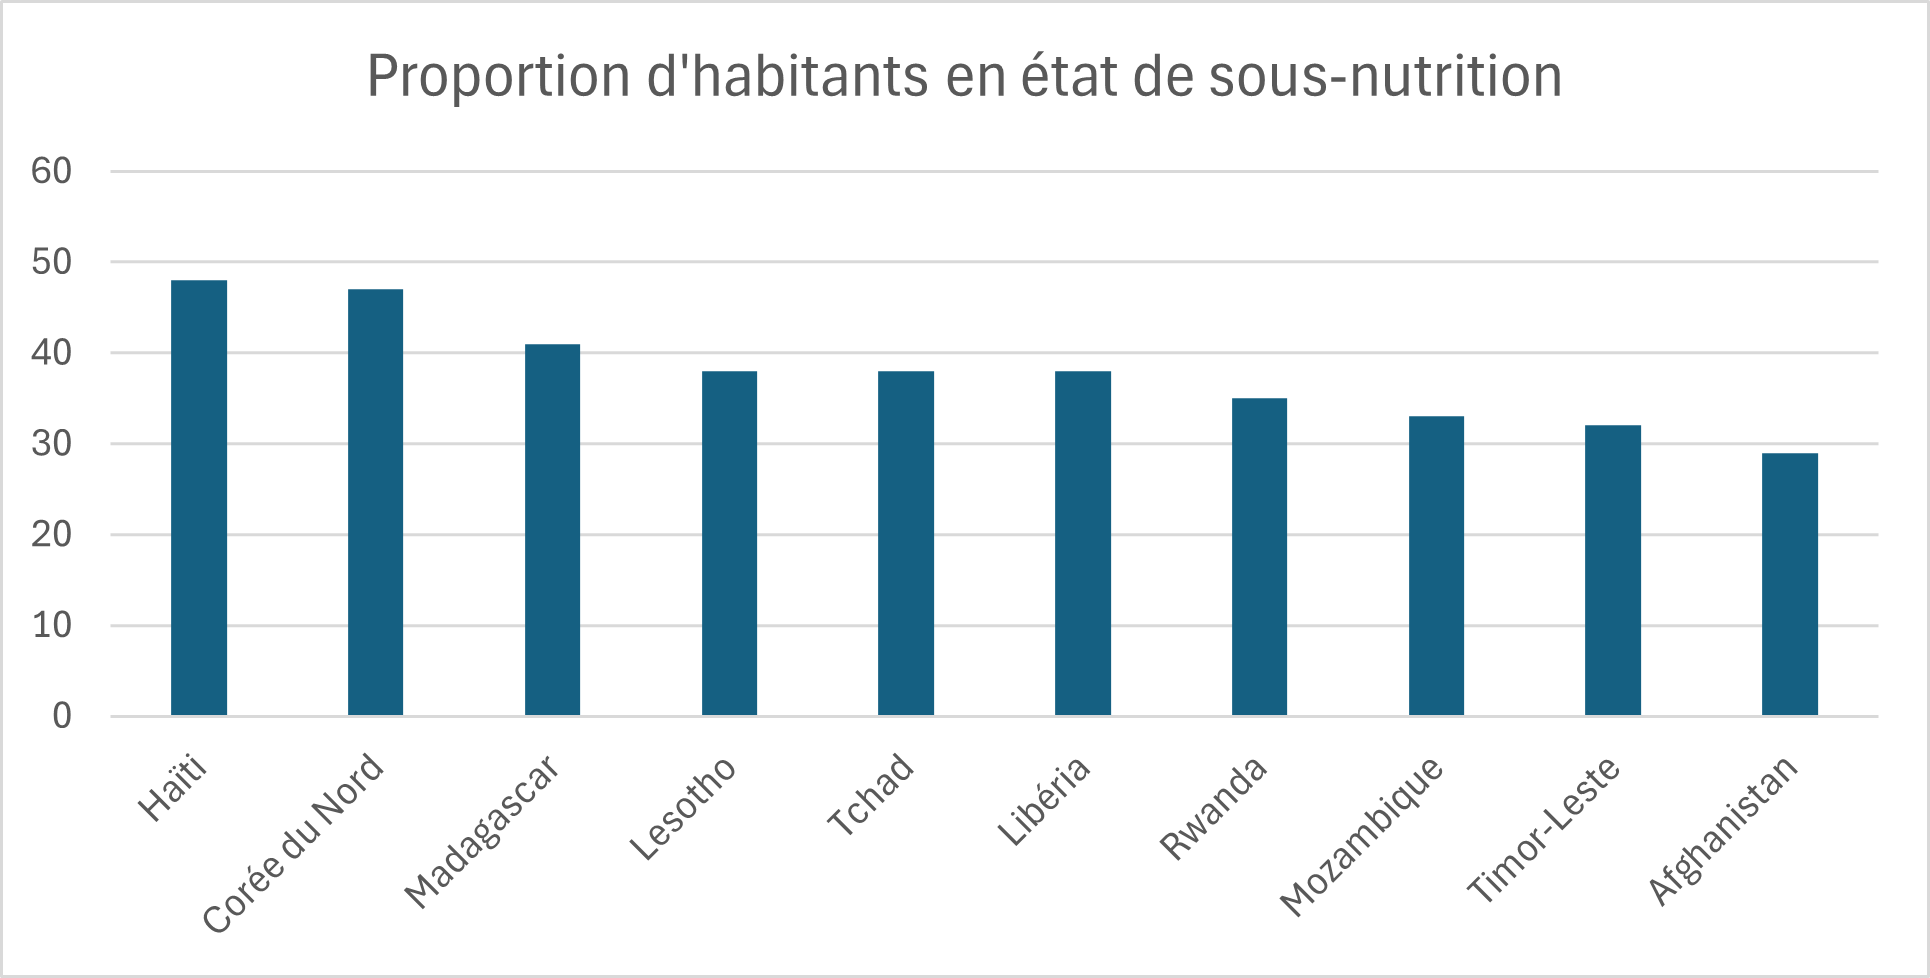 Proportion d'habitants en état de sous-nutrition
60
50
40
30
20
10
0
Haïti
Corée du Nord
Madagascar
Lesotho
Tchad
Libéria
Rwanda
Mozambique
Timor-Leste
Afghanistan